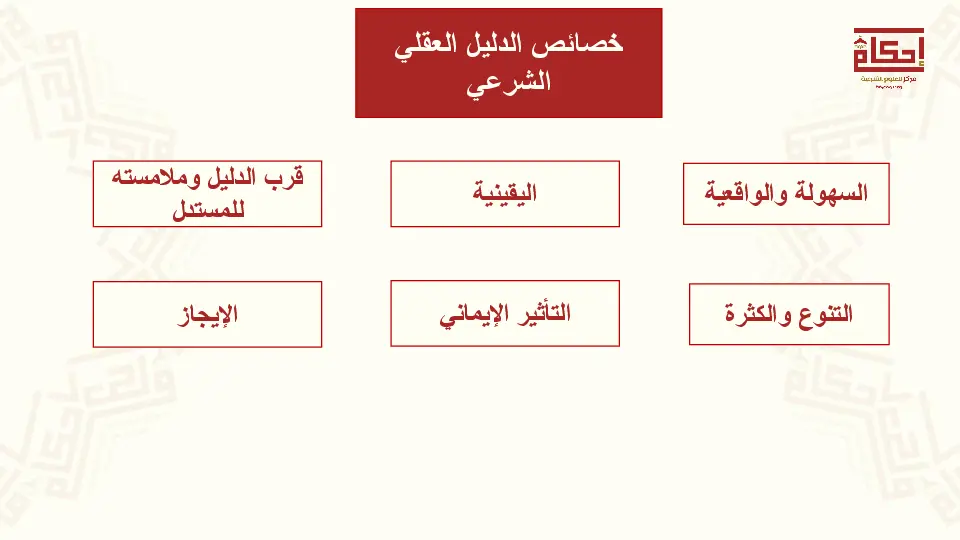 خصائص الدليل العقلي
الشرعي
إحكام
مركز للعلوم الشرعية
السهولة والواقعية
اليقينية
قرب الدليل وملامسته
للمستدل
التنوع والكثرة
التأثير الإيماني
الإيجاز